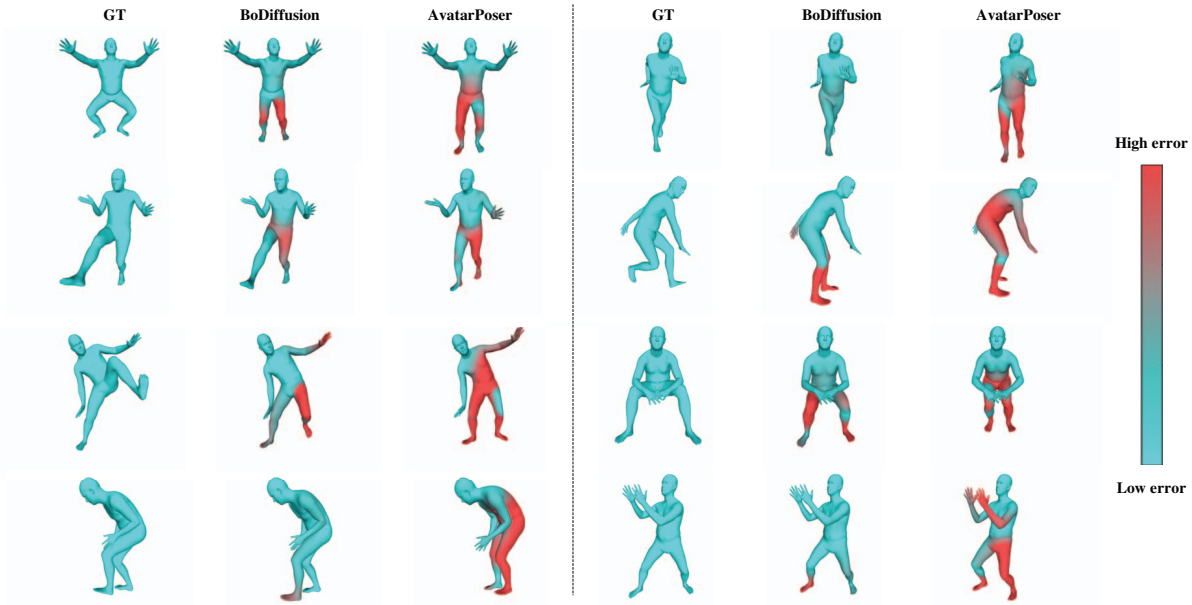 GT BoDiffusion AvatarPoser GT BoDiffusion AvatarPoser
High error
Low error